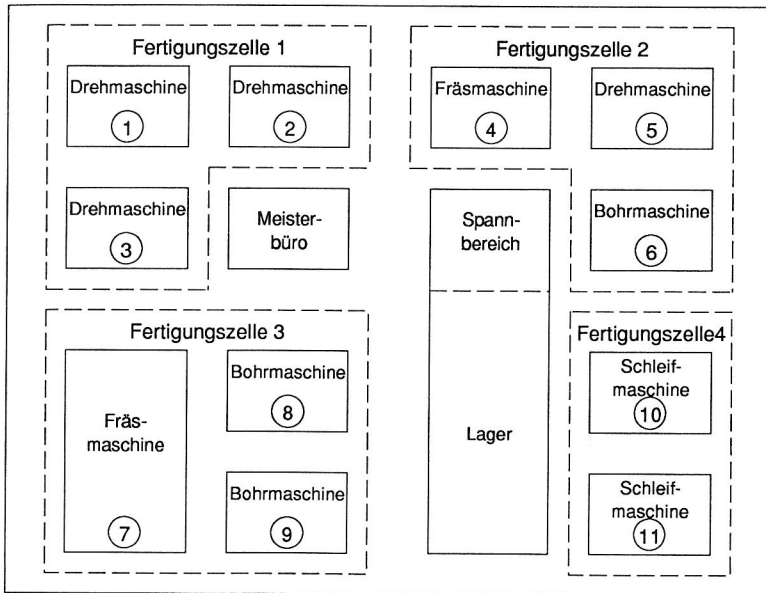 Fertigungszelle 1
Drehmaschine
1
Drehmaschine
2
Drehmaschine
3
Meister-
büro
Fertigungszelle 2
Fräsmaschine
4
Drehmaschine
5
Bohrmaschine
6
Spann-
bereich
Lager
Fertigungszelle 3
Fräs-
maschine
7
Bohrmaschine
8
Bohrmaschine
9
Fertigungszelle4
Schleif-
maschine
10
Schleif-
maschine
11